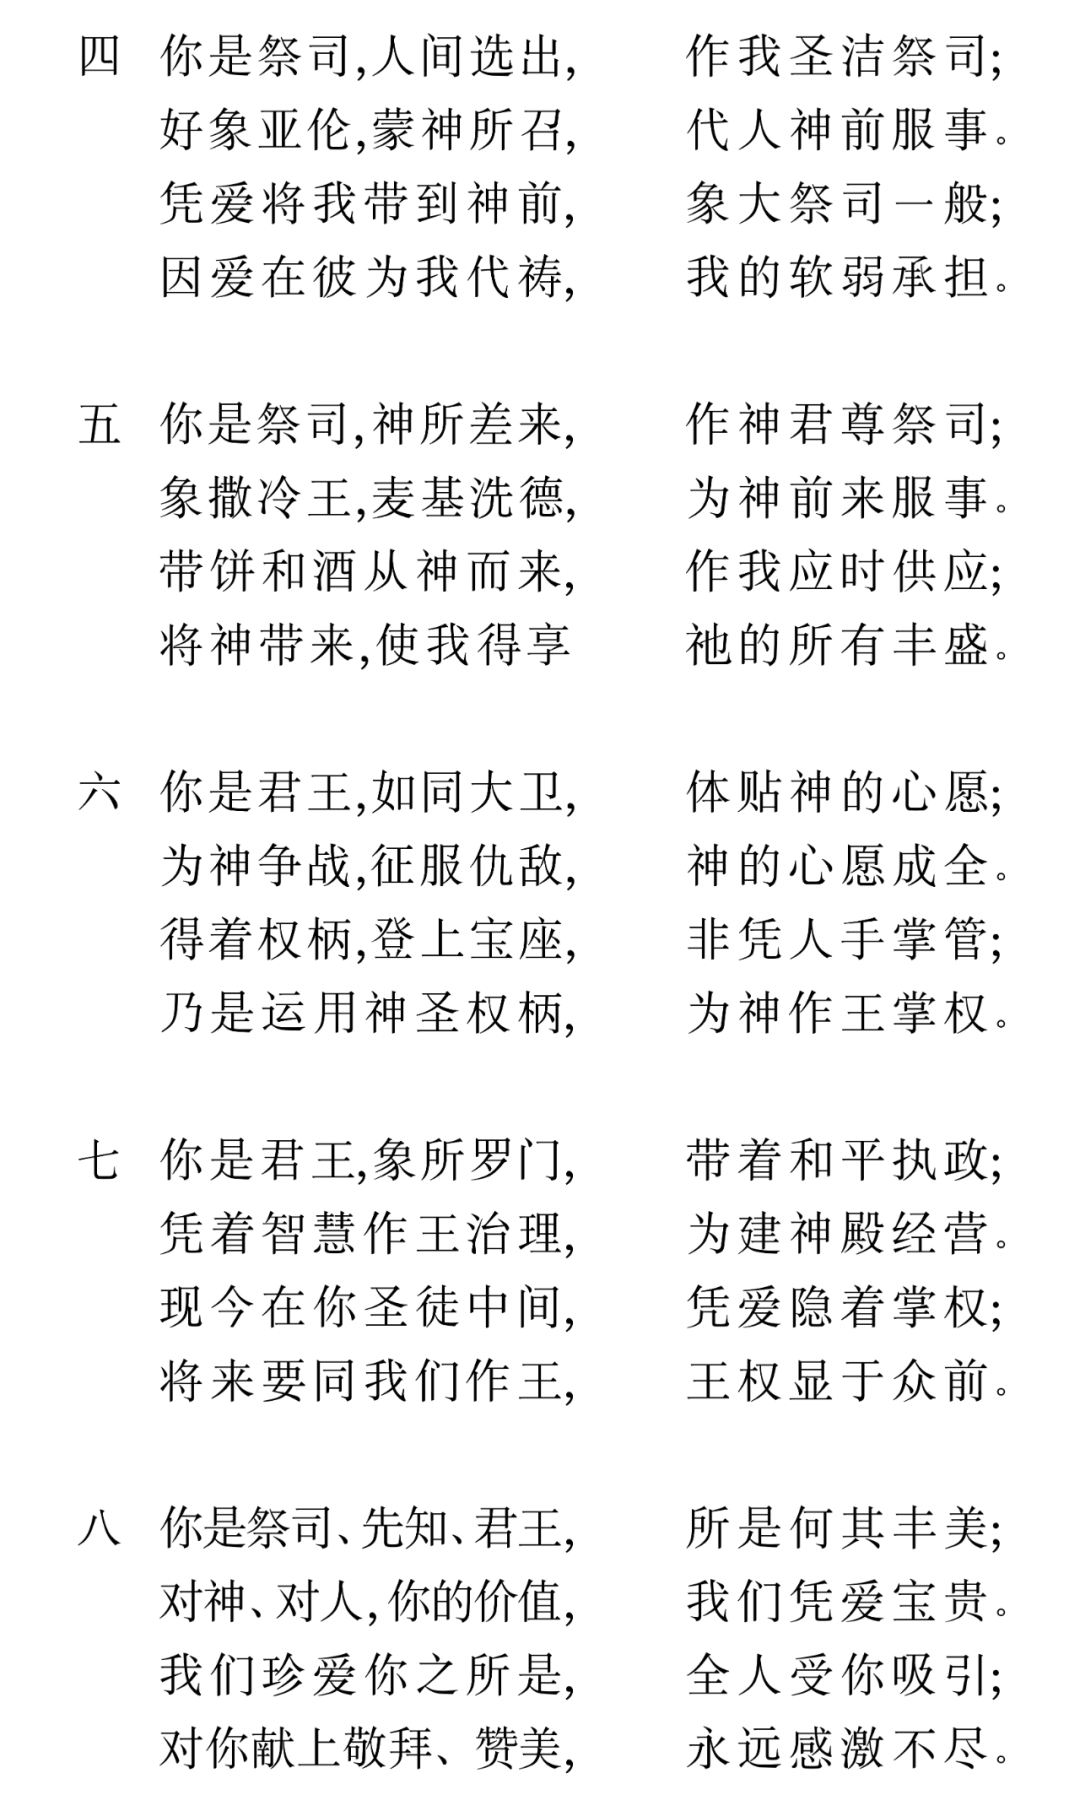 四 你是祭司,人间选出, 作我圣洁祭司;
好象亚伦,蒙神所召, 代人神前服事。
凭爱将我带到神前, 象大祭司一般;
因爱在彼为我代祷, 我的软弱承担。
五 你是祭司,神所差来, 作神君尊祭司;
象撒冷王,麦基洗德, 为神前来服事。
带饼和酒从神而来, 作我应时供应;
将神带来,使我得享 祂的所有丰盛。
六 你是君王,如同大卫, 体贴神的心愿;
为神争战,征服仇敌, 神的心愿成全。
得着权柄,登上宝座, 非凭人手掌管;
乃是运用神圣权柄, 为神作王掌权。
七 你是君王,象所罗门, 带着和平执政;
凭着智慧作王治理, 为建神殿经营。
现今在你圣徒中间, 凭爱隐着掌权;
将来要同我们作王, 王权显于众前。
八 你是祭司、先知、君王, 所是何其丰美;
对神、对人,你的价值, 我们凭爱宝贵。
我们珍爱你之所是, 全人受你吸引;
对你献上敬拜、赞美, 永远感激不尽。